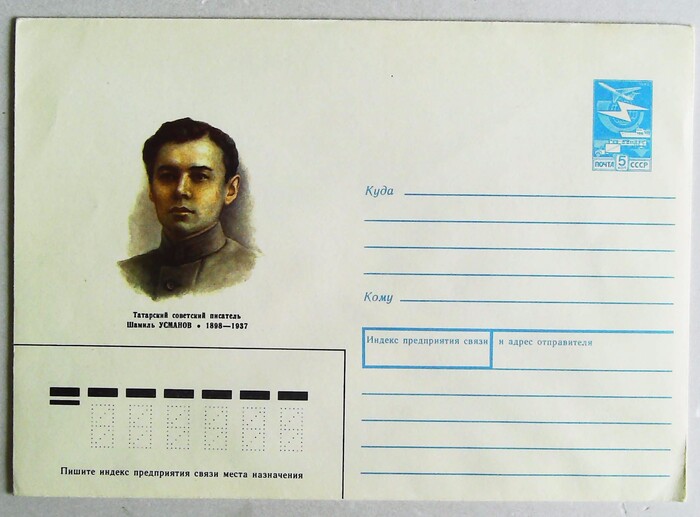 Татарский советский писатель
Шамиль УСМАНОВ • 1898—1937
ПОЧТА 5 СССР
Куда
Кому
Индекс предприятия связи и адрес отправителя
Пишите индекс предприятия связи места назначения